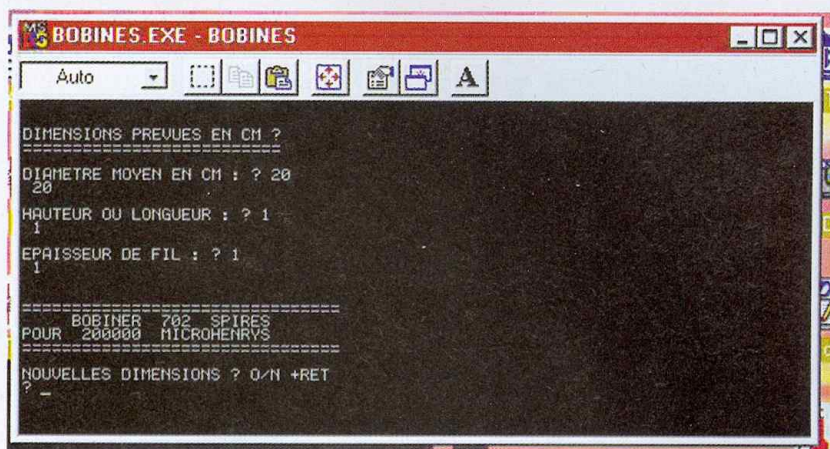 BOBINES.EXE - BOBINES
Auto
A
DIMENSIONS PREVUES EN CM ?
==========================
DIAMETRE MOYEN EN CM : ? 20
20
HAUTEUR OU LONGUEUR : ? 1
1
EPAISSEUR DE FIL : ? 1
1
================================
BOBINER 702 SPIRES
POUR 200000 MICROHENRYS
================================
NOUVELLES DIMENSIONS ? O/N +RET
? _